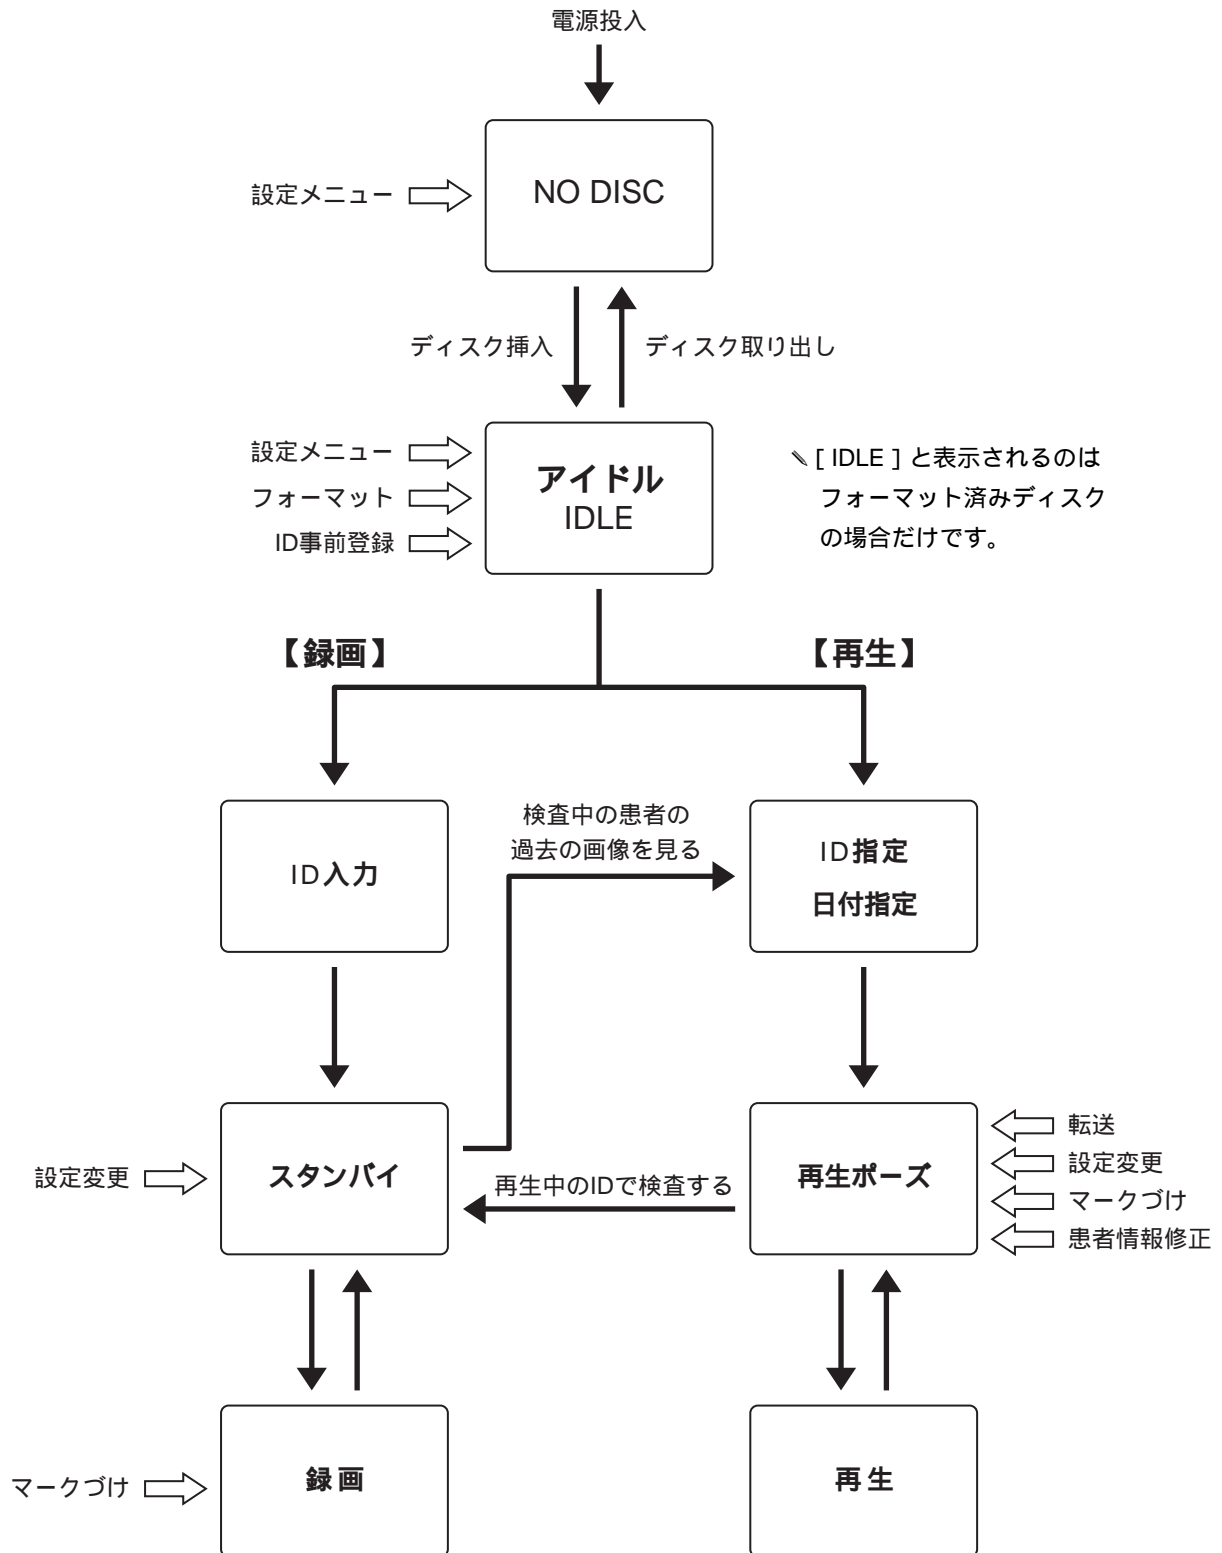 電源投入
設定メニュー
NO DISC
ディスク挿入
ディスク取り出し
設定メニュー
フォーマット
ID事前登録
アイドル
IDLE
[ IDLE ] と表示されるのは
フォーマット済みディスク
の場合だけです。
【録画】
【再生】
ID入力
検査中の患者の
過去の画像を見る
ID指定
日付指定
設定変更
スタンバイ
再生中のIDで検査する
再生ポーズ
転送
設定変更
マークづけ
患者情報修正
マークづけ
録画
再生